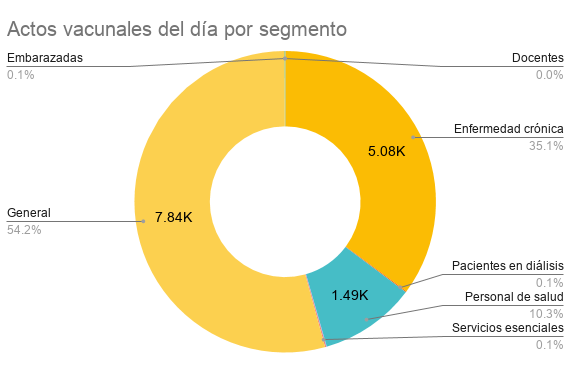 Actos vacunales del día por segmento
Embarazadas
0.1%
Docentes
0.0%
Enfermedad crónica
35.1%
5.08K
General
54.2%
7.84K
Pacientes en diálisis
0.1%
Personal de salud
10.3%
1.49K
Servicios esenciales
0.1%